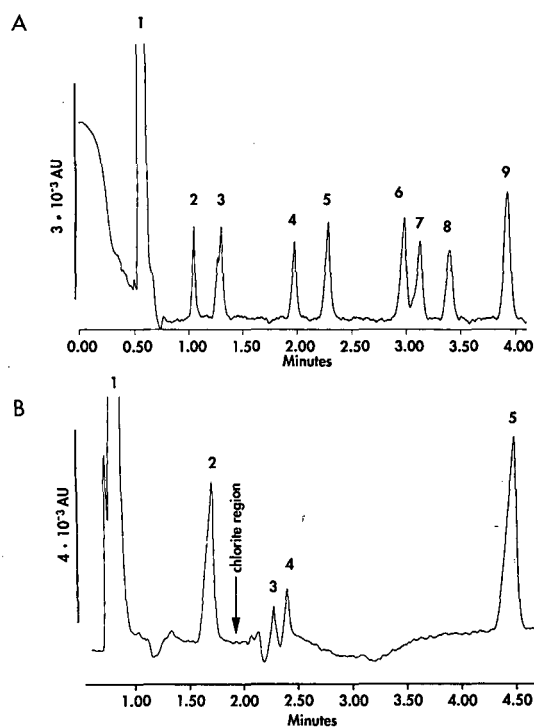 A
1
2
3
4
5
6
7
8
9
3 • 10⁻³ AU
0.00 0.50 1.00 1.50 2.00 2.50 3.00 3.50 4.00
Minutes
B
1
2
chlorite region
3
4
5
4 • 10⁻³ AU
1.00 1.50 2.00 2.50 3.00 3.50 4.00 4.50
Minutes